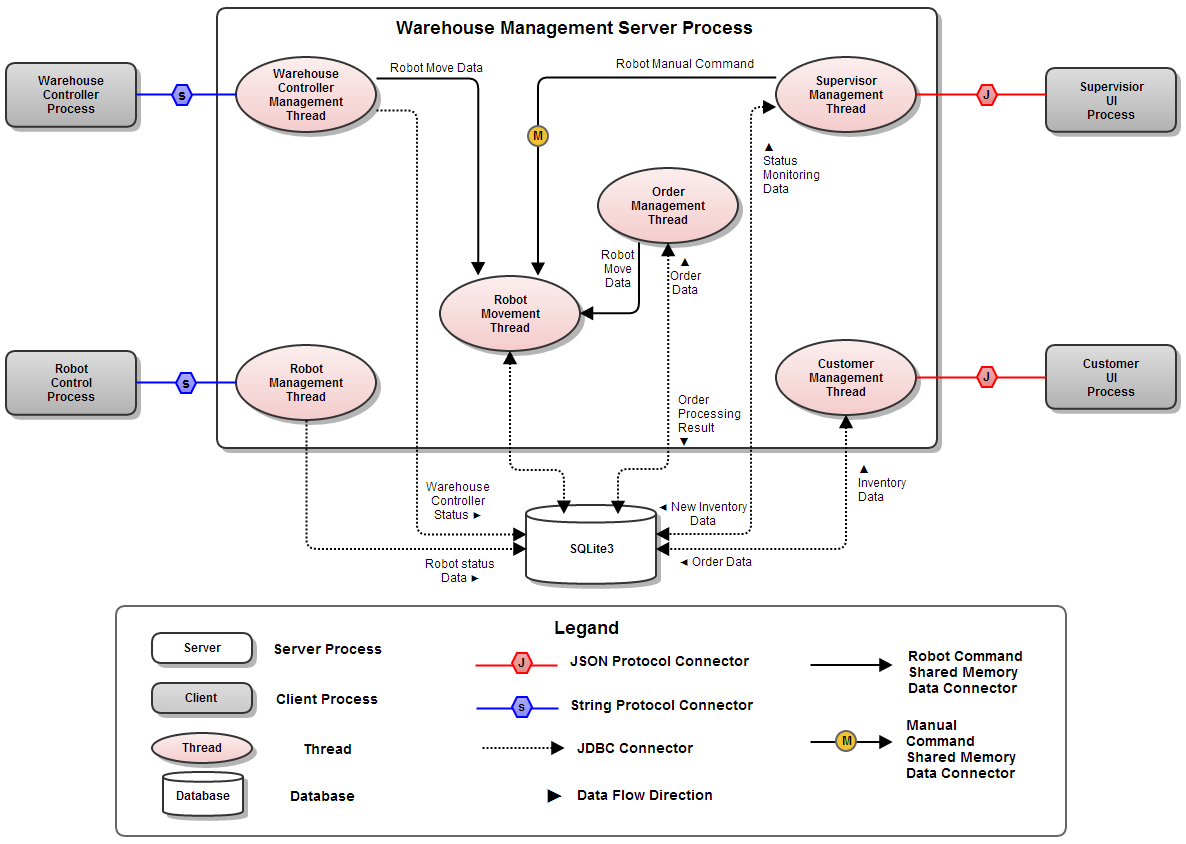 Warehouse Management Server Process
Warehouse
Controller
Process
s
Warehouse
Controller
Management
Thread
Robot Move Data
Robot Manual Command
M
Supervisor
Management
Thread
J
Supervisior
UI
Process
▲
Status
Monitoring
Data
Order
Management
Thread
Robot
Move
Data
▲
Order
Data
Robot
Movement
Thread
Robot
Control
Process
s
Robot
Management
Thread
Customer
Management
Thread
J
Customer
UI
Process
Order
Processing
Result
▼
Warehouse
Controller
Status ►
◄ New Inventory
Data
▲
Inventory
Data
SQLite3
Robot status
Data ►
◄ Order Data
Legand
Server
Server Process
Client
Client Process
Thread
Thread
Database
Database
J
JSON Protocol Connector
s
String Protocol Connector
JDBC Connector
Data Flow Direction
Robot Command
Shared Memory
Data Connector
M
Manual
Command
Shared Memory
Data Connector